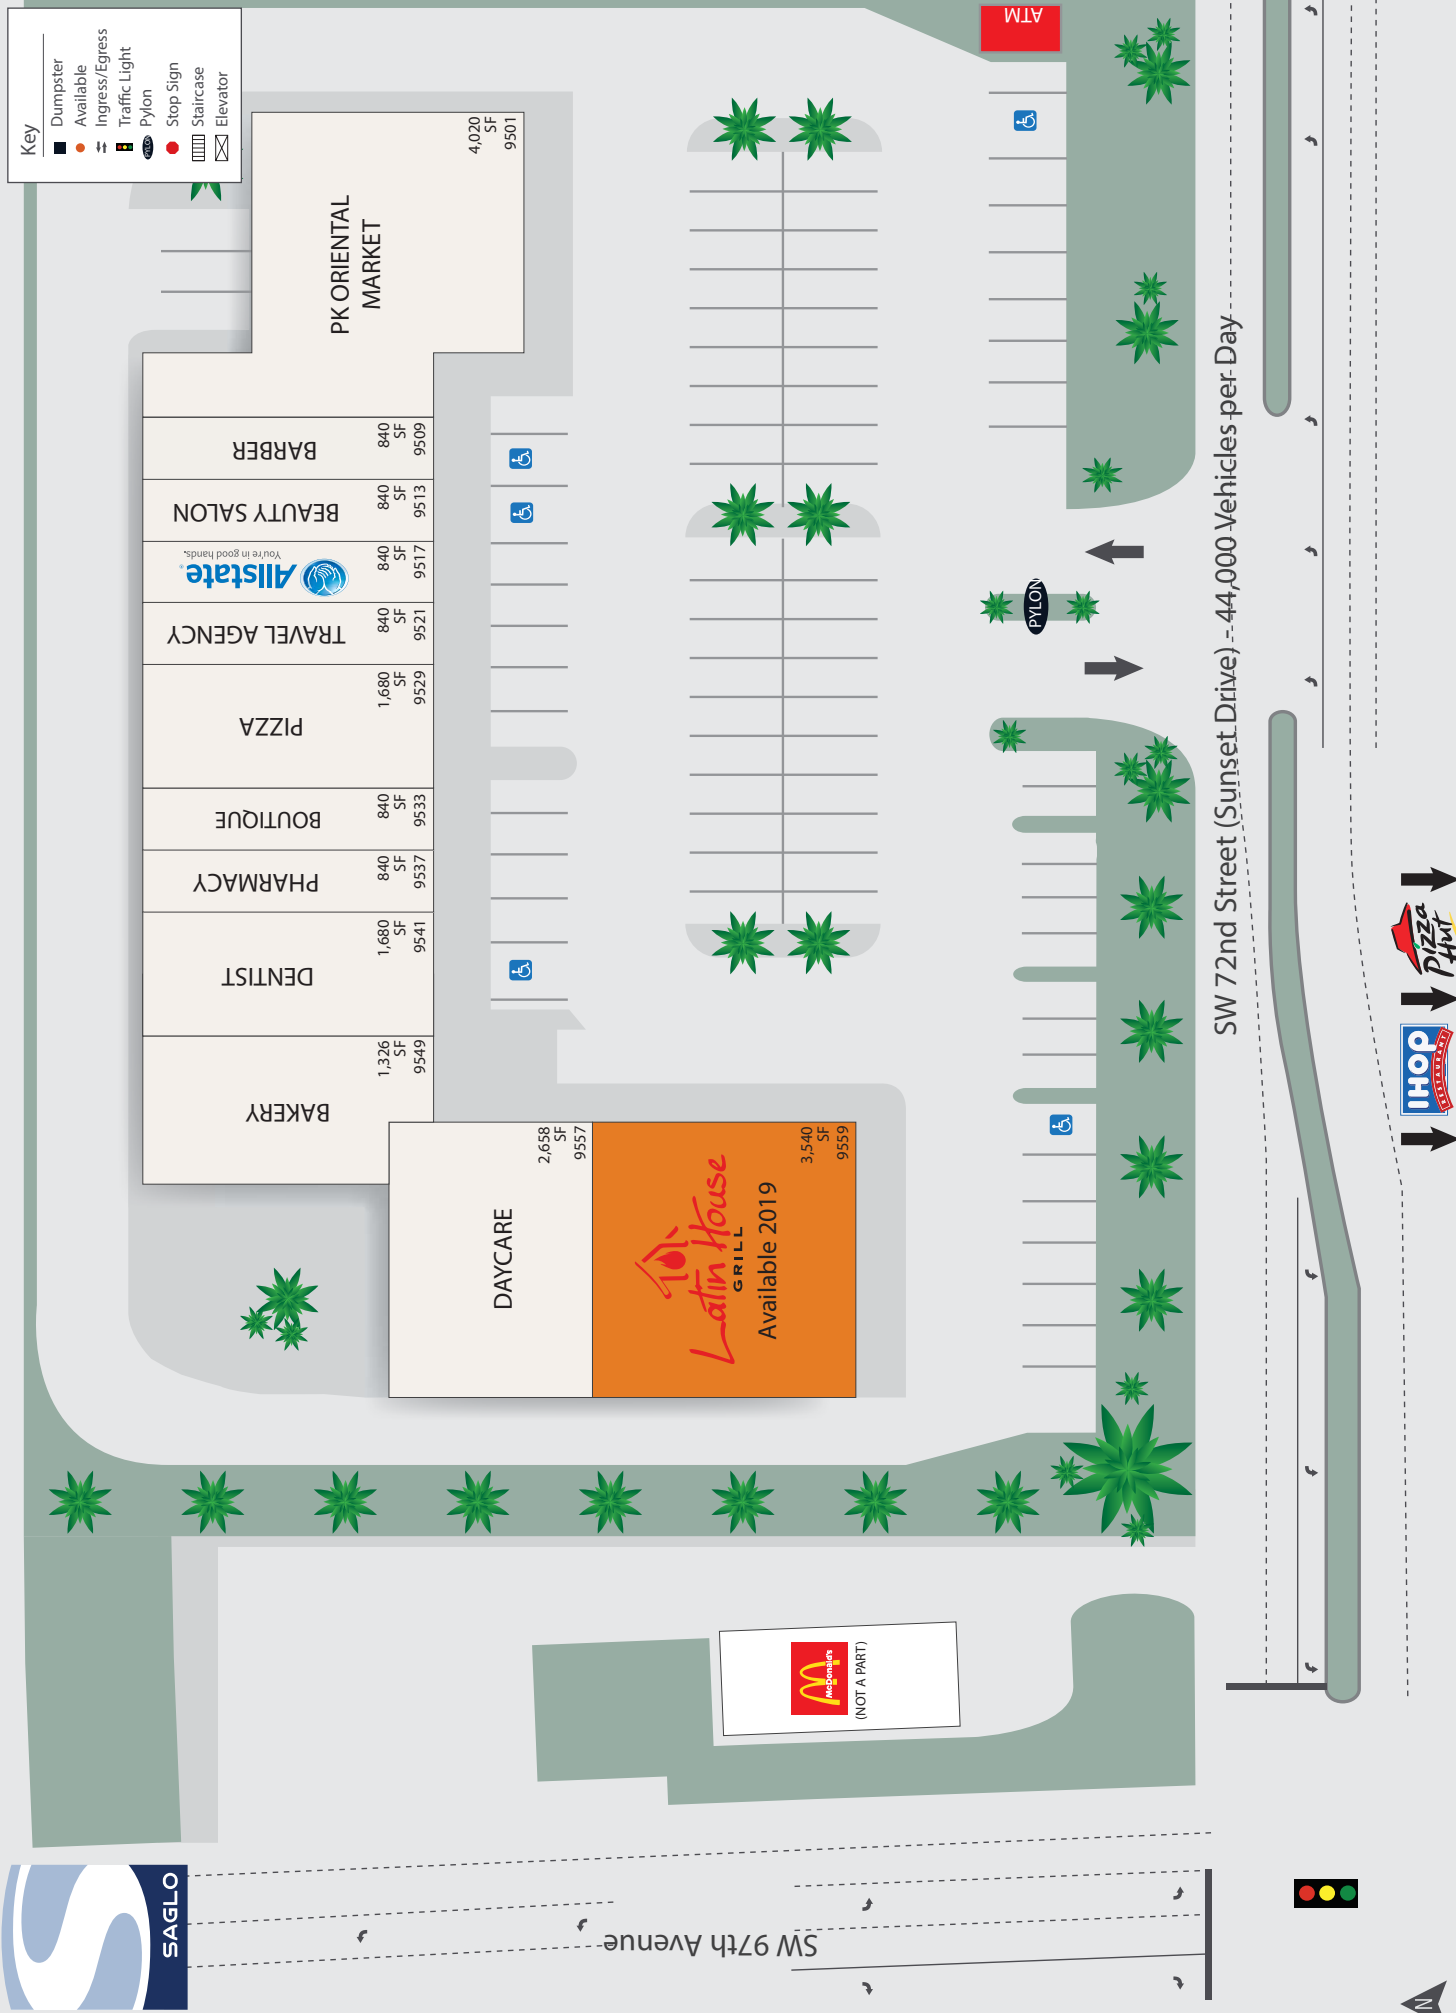 Key
Dumpster
Available
Ingress/Egress
Traffic Light
PYLON
Pylon
Stop Sign
Staircase
Elevator
ATM
PK ORIENTAL
MARKET
4,020
SF
9501
BARBER
840
SF
9509
BEAUTY SALON
840
SF
9513
Allstate®
You're in good hands.
840
SF
9517
TRAVEL AGENCY
840
SF
9521
PIZZA
1,680
SF
9529
BOUTIQUE
840
SF
9533
PHARMACY
840
SF
9537
DENTIST
1,680
SF
9541
BAKERY
1,326
SF
9549
DAYCARE
2,658
SF
9557
Latin House
GRILL
Available 2019
3,540
SF
9559
PYLON
SW 72nd Street (Sunset Drive) - 44,000 Vehicles per Day
Pizza
Hut
IHOP
RESTAURANT
McDonald's
(NOT A PART)
SAGLO
SW 97th Avenue
N